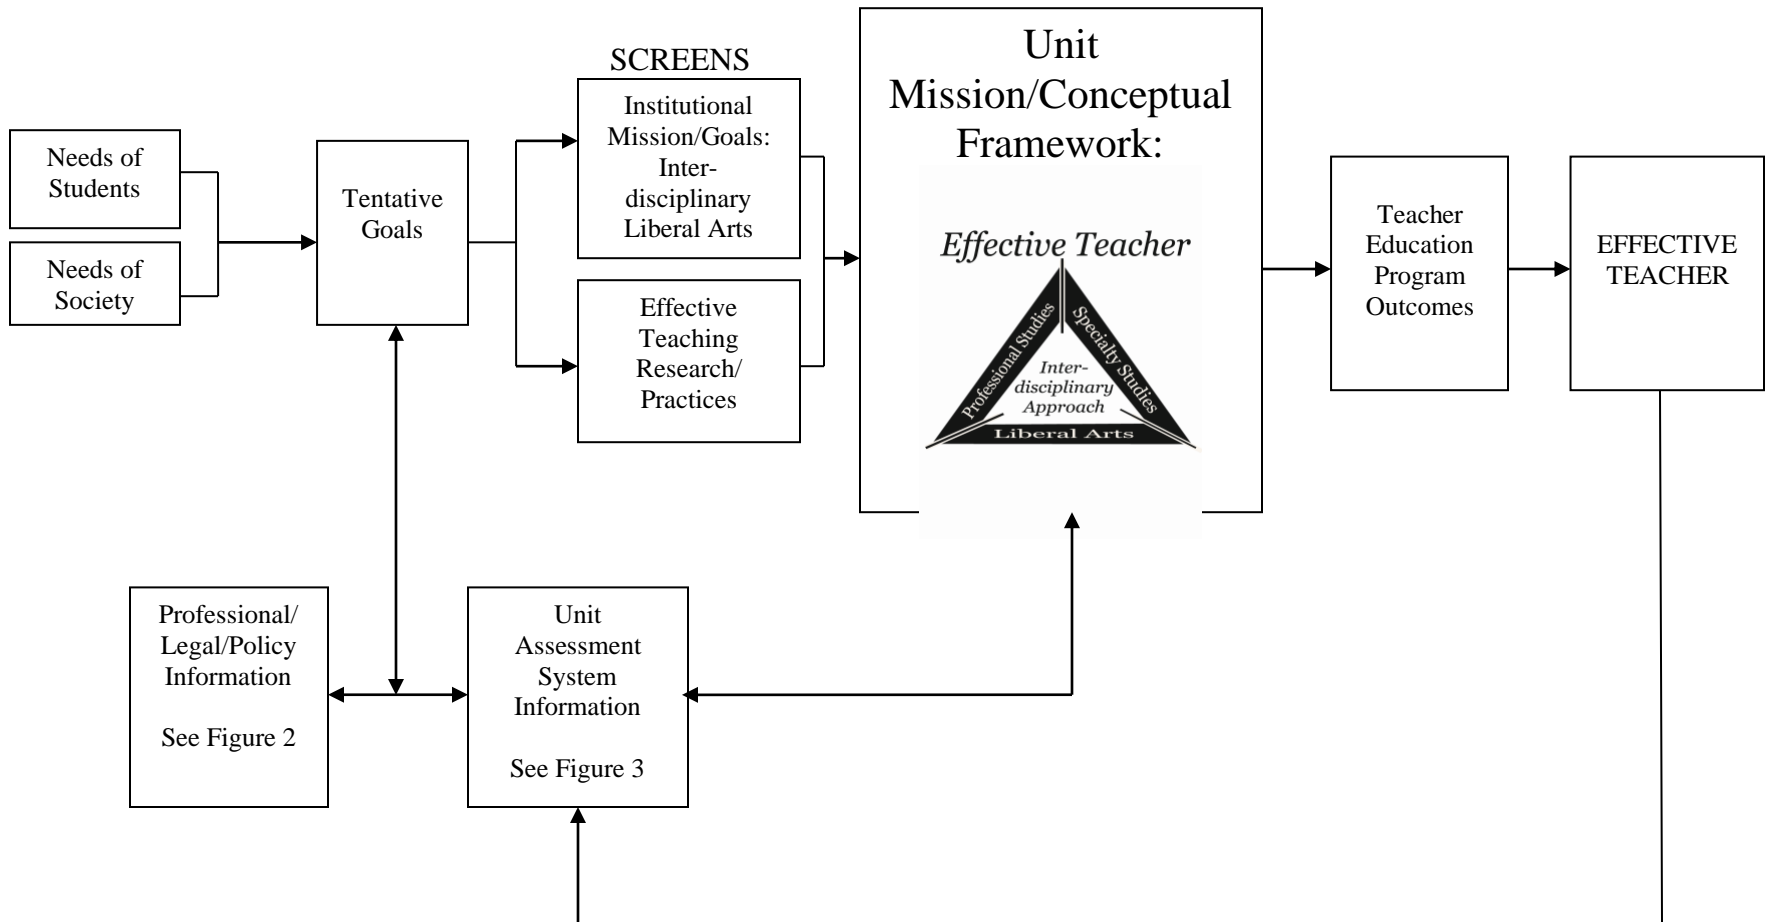 Needs of
Students
Needs of
Society
Tentative
Goals
SCREENS
Institutional
Mission/Goals:
Inter-
disciplinary
Liberal Arts
Effective
Teaching
Research/
Practices
Unit
Mission/Conceptual
Framework:
Effective Teacher
Professional Studies
Specialty Studies
Inter-
disciplinary
Approach
Liberal Arts
Teacher
Education
Program
Outcomes
EFFECTIVE
TEACHER
Professional/
Legal/Policy
Information
See Figure 2
Unit
Assessment
System
Information
See Figure 3